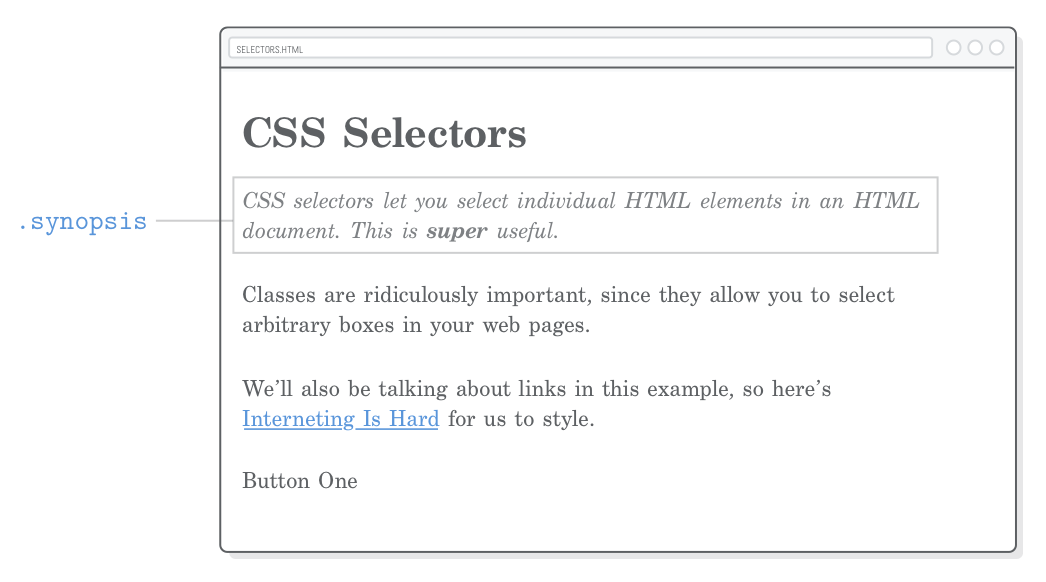 SELECTORS.HTML
CSS Selectors
.synopsis
CSS selectors let you select individual HTML elements in an HTML
document. This is super useful.
Classes are ridiculously important, since they allow you to select
arbitrary boxes in your web pages.
We’ll also be talking about links in this example, so here’s
Interneting Is Hard for us to style.
Button One